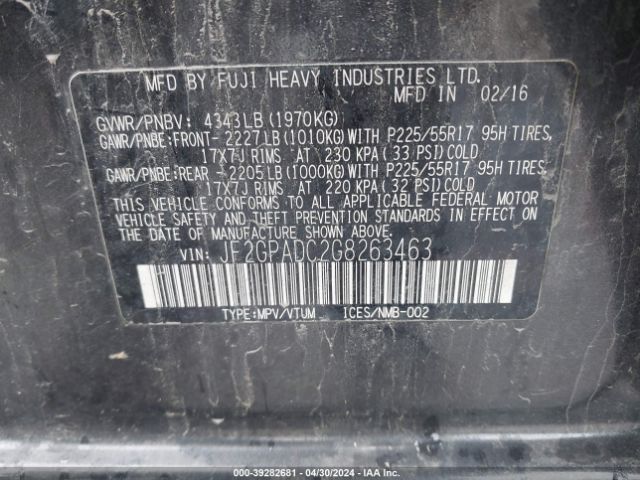 MFD BY FUJI HEAVY INDUSTRIES LTD.
MFD IN 02/16
GVWR/PNBV: 4343LB(1970KG)
GAWR/PNBE:FRONT-2227LB(1010KG)WITH P225/55R17 95H TIRES,
17X7J RIMS AT 230 KPA(33 PSI)COLD
GAWR/PNBE:REAR -2205LB(1000KG)WITH P225/55R17 95H TIRES,
17X7J RIMS AT 220 KPA(32 PSI)COLD
THIS VEHICLE CONFORMS TO ALL APPLICABLE FEDERAL MOTOR
VEHICLE SAFETY AND THEFT PREVENTION STANDARDS IN EFFECT ON
THE DATE OF MANUFACTURE SHOWN ABOVE.
VIN: JF2GPADC2G8263463
TYPE:MPV/VTUM ICES/NMB-002
000-39282681 - 04/30/2024 - IAA Inc.